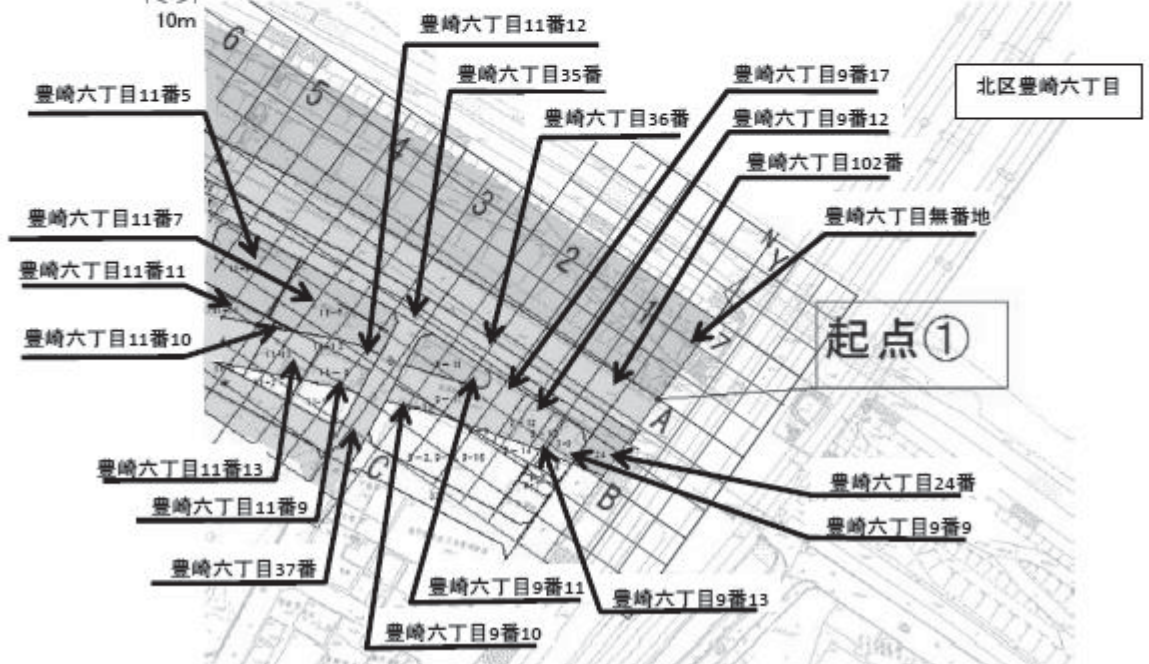 10m
豊崎六丁目11番12
豊崎六丁目35番
豊崎六丁目9番17
北区豊崎六丁目
豊崎六丁目11番5
豊崎六丁目36番
豊崎六丁目9番12
豊崎六丁目102番
豊崎六丁目11番7
豊崎六丁目無番地
豊崎六丁目11番11
豊崎六丁目11番10
6
5
4
3
2
1
A
B
C
起点①
豊崎六丁目11番13
豊崎六丁目24番
豊崎六丁目11番9
豊崎六丁目9番9
豊崎六丁目37番
豊崎六丁目9番11
豊崎六丁目9番13
豊崎六丁目9番10